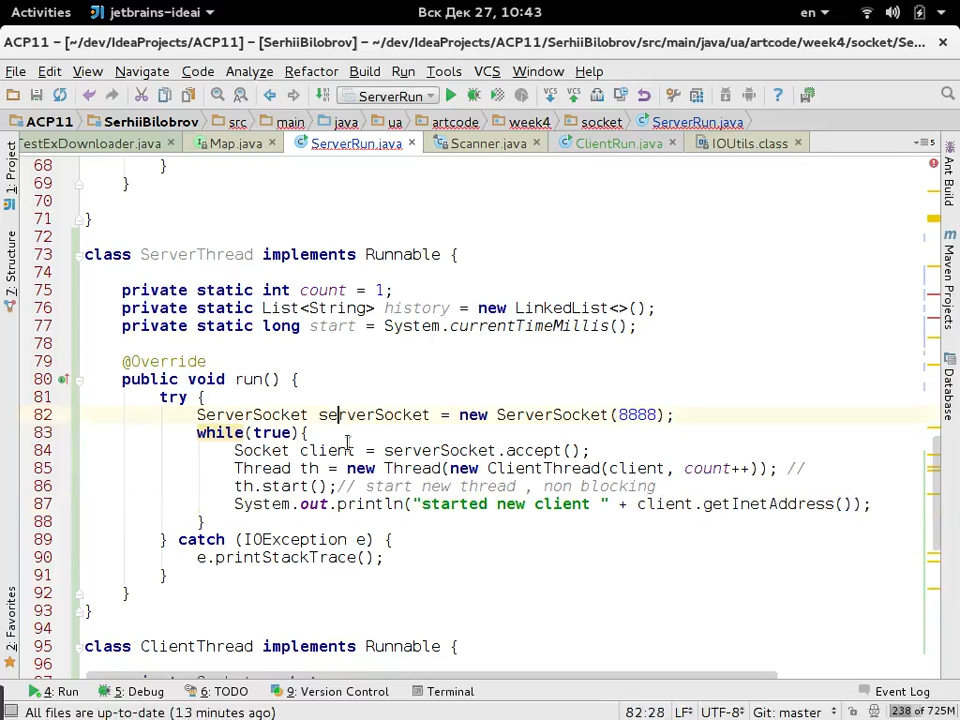 Activities jetbrains-ideai Вск Дек 27, 10:43 en
ACP11 – [~/dev/IdeaProjects/ACP11] – [SerhiiBilobrov] – ~/dev/IdeaProjects/ACP11/SerhiiBilobrov/src/main/java/ua/artcode/week4/socket/Se...
File Edit View Navigate Code Analyze Refactor Build Run Tools VCS Window Help
ServerRun
ACP11 SerhiiBilobrov src main java ua artcode week4 socket ServerRun.java
TestExDownloader.java Map.java ServerRun.java Scanner.java ClientRun.java IOUtils.class
1: Project
7: Structure
2: Favorites
68 }
69 }
70
71 }
72
73 class ServerThread implements Runnable {
74
75 private static int count = 1;
76 private static List<String> history = new LinkedList<>();
77 private static long start = System.currentTimeMillis();
78
79 @Override
80 public void run() {
81 try {
82 ServerSocket serverSocket = new ServerSocket(8888);
83 while(true){
84 Socket client = serverSocket.accept();
85 Thread th = new Thread(new ClientThread(client, count++)); //
86 th.start();// start new thread , non blocking
87 System.out.println("started new client " + client.getInetAddress());
88 }
89 } catch (IOException e) {
90 e.printStackTrace();
91 }
92 }
93 }
94
95 class ClientThread implements Runnable {
96
Ant Build
Maven Projects
Database
4: Run 5: Debug 6: TODO 9: Version Control Terminal Event Log
All files are up-to-date (13 minutes ago) 82:28 LF UTF-8 Git: master 238 of 725M